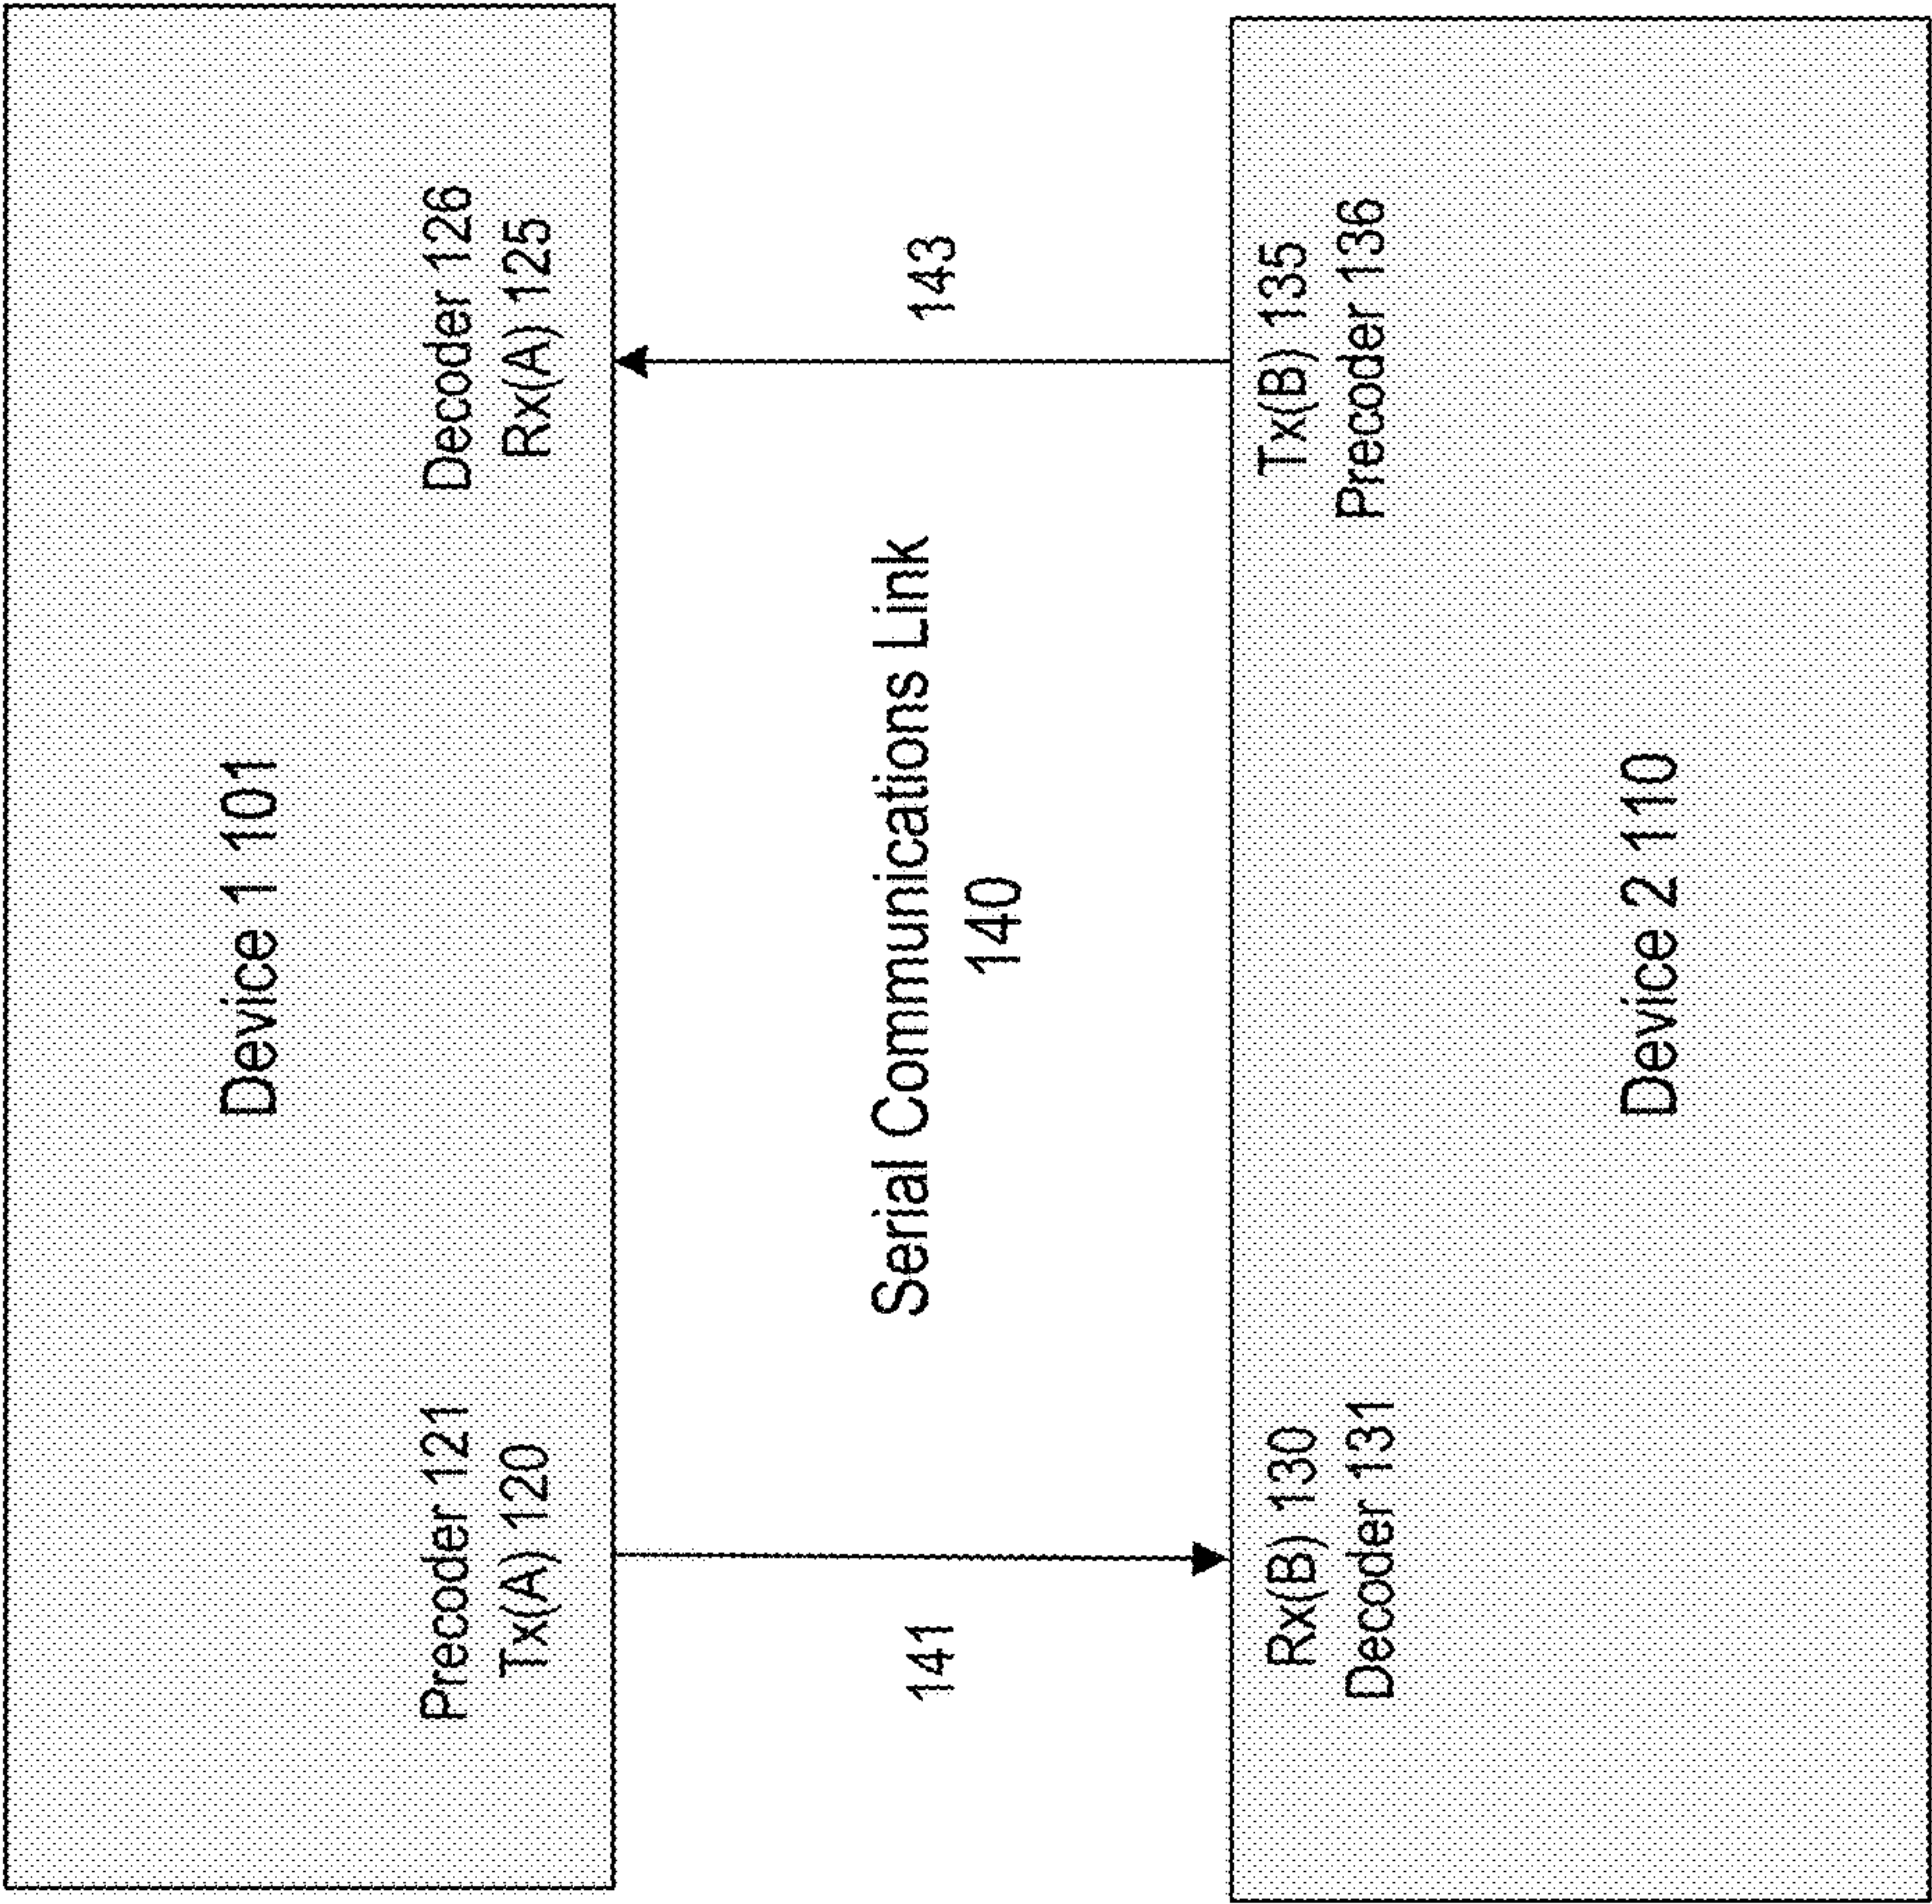 Device 1 101
Precoder 121
Tx(A) 120
Decoder 126
Rx(A) 125
141
Serial Communications Link
140
143
Rx(B) 130
Decoder 131
Tx(B) 135
Precoder 136
Device 2 110